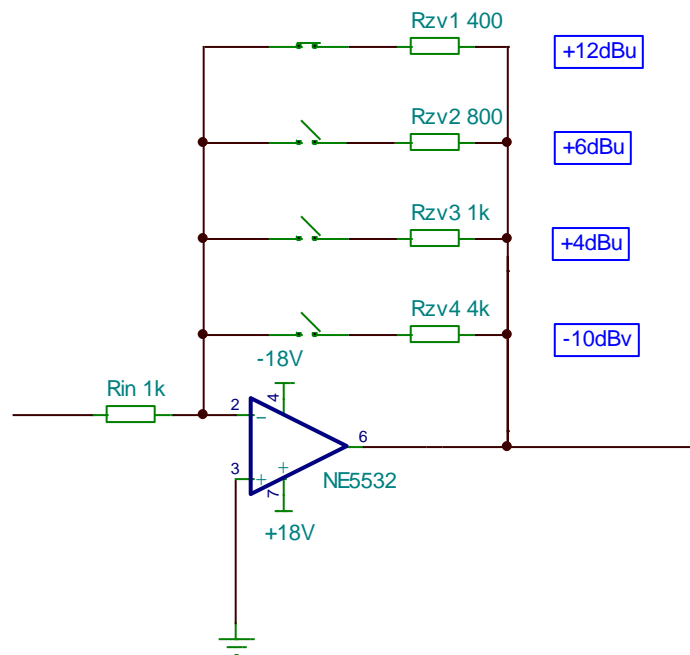 Rzv1 400
+12dBu
Rzv2 800
+6dBu
Rzv3 1k
+4dBu
Rzv4 4k
-10dBv
-18V
Rin 1k
2
4
6
3
7
NE5532
+18V